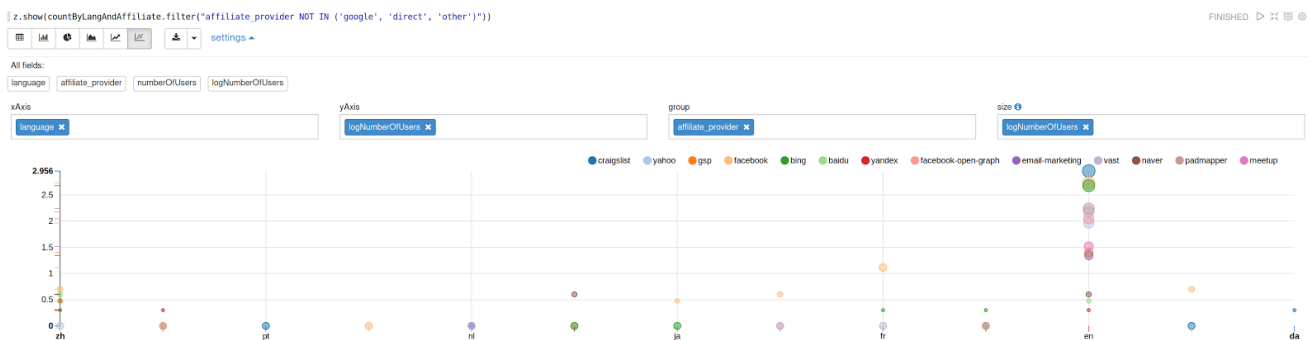 z.show(countByLangAndAffiliate.filter("affiliate_provider NOT IN ('google', 'direct', 'other')"))
FINISHED
settings
All fields:
language affiliate_provider numberOfUsers logNumberOfUsers
xAxis yAxis group size
language logNumberOfUsers affiliate_provider logNumberOfUsers
craigslist yahoo gsp facebook bing baidu yandex facebook-open-graph email-marketing vast naver padmapper meetup
2.956
2.5
2
1.5
1
0.5
0
zh pt nl ja fr en da